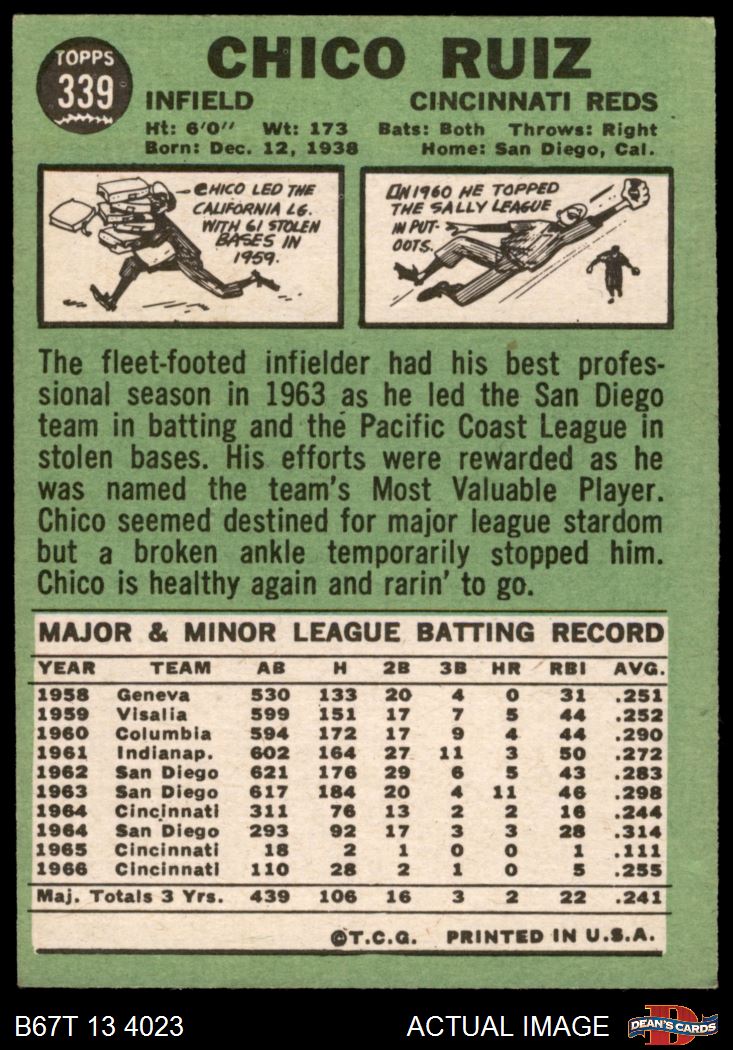 TOPPS
339
CHICO RUIZ
INFIELD CINCINNATI REDS
Ht: 6'0" Wt: 173 Bats: Both Throws: Right
Born: Dec. 12, 1938 Home: San Diego, Cal.
CHICO LED THE
CALIFORNIA LG.
WITH 61 STOLEN
BASES IN
1959.
IN 1960 HE TOPPED
THE SALLY LEAGUE
IN PUT-
OUTS.
The fleet-footed infielder had his best profes-
sional season in 1963 as he led the San Diego
team in batting and the Pacific Coast League in
stolen bases. His efforts were rewarded as he
was named the team's Most Valuable Player.
Chico seemed destined for major league stardom
but a broken ankle temporarily stopped him.
Chico is healthy again and rarin' to go.
MAJOR & MINOR LEAGUE BATTING RECORD
YEAR TEAM AB H 2B 3B HR RBI AVG.
1958 Geneva 530 133 20 4 0 31 .251
1959 Visalia 599 151 17 7 5 44 .252
1960 Columbia 594 172 17 9 4 44 .290
1961 Indianap. 602 164 27 11 3 50 .272
1962 San Diego 621 176 29 6 5 43 .283
1963 San Diego 617 184 20 4 11 46 .298
1964 Cincinnati 311 76 13 2 2 16 .244
1964 San Diego 293 92 17 3 3 28 .314
1965 Cincinnati 18 2 1 0 0 1 .111
1966 Cincinnati 110 28 2 1 0 5 .255
Maj. Totals 3 Yrs. 439 106 16 3 2 22 .241
©T.C.G. PRINTED IN U.S.A.
B67T 13 4023 ACTUAL IMAGE D DEAN'S CARDS